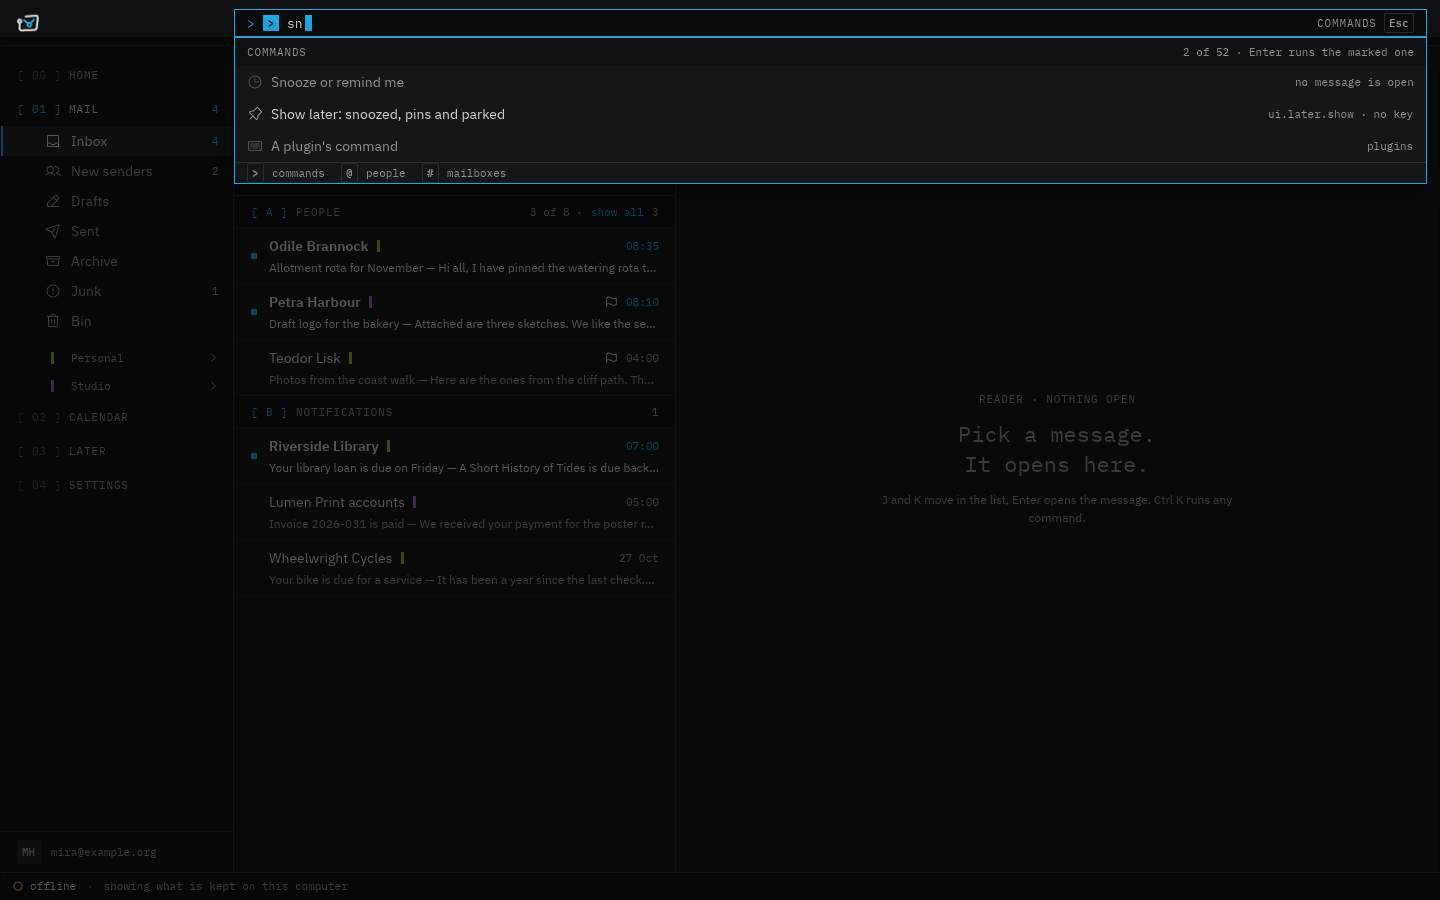 > > sn COMMANDS Esc
COMMANDS 2 of 52 · Enter runs the marked one
Snooze or remind me no message is open
Show later: snoozed, pins and parked ui.later.show · no key
A plugin's command plugins
> commands @ people # mailboxes
[ 00 ] HOME
[ 01 ] MAIL 4
Inbox 4
New senders 2
Drafts
Sent
Archive
Junk 1
Bin
Personal
Studio
[ 02 ] CALENDAR
[ 03 ] LATER
[ 04 ] SETTINGS
MH mira@example.org
[ A ] PEOPLE 3 of 8 · show all 3
Odile Brannock 08:35
Allotment rota for November — Hi all, I have pinned the watering rota t…
Petra Harbour 08:10
Draft logo for the bakery — Attached are three sketches. We like the se…
Teodor Lisk 04:00
Photos from the coast walk — Here are the ones from the cliff path. Th…
[ B ] NOTIFICATIONS 1
Riverside Library 07:00
Your library loan is due on Friday — A Short History of Tides is due back…
Lumen Print accounts 05:00
Invoice 2026-031 is paid — We received your payment for the poster r…
Wheelwright Cycles 27 Oct
Your bike is due for a service — It has been a year since the last check.…
READER · NOTHING OPEN
Pick a message.
It opens here.
J and K move in the list, Enter opens the message. Ctrl K runs any
command.
offline · showing what is kept on this computer